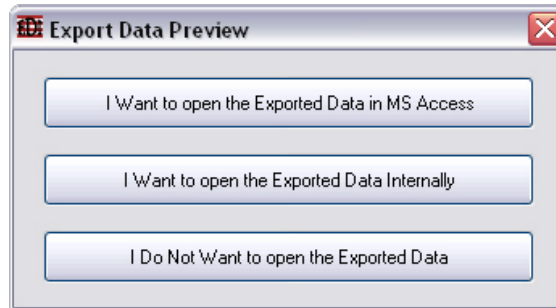 EDI Export Data Preview
I Want to open the Exported Data in MS Access
I Want to open the Exported Data Internally
I Do Not Want to open the Exported Data